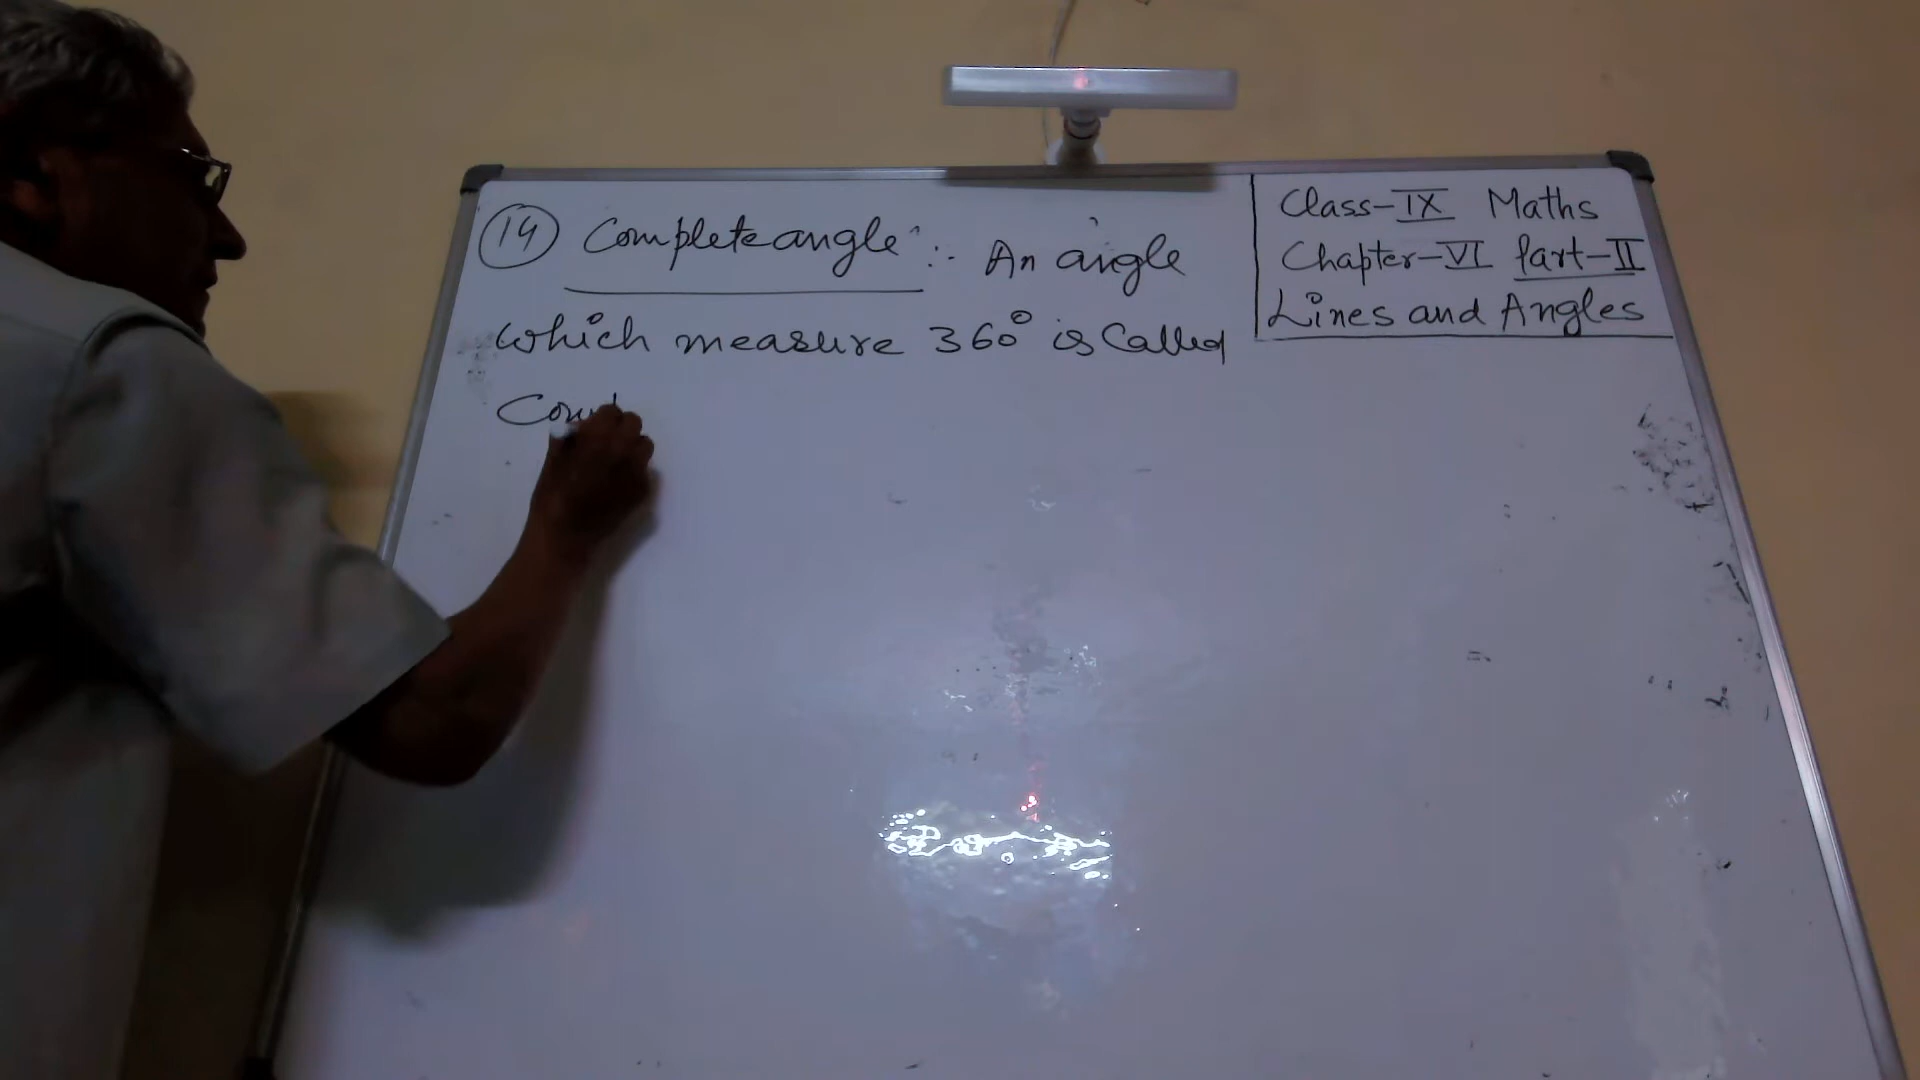 14 Complete angle :- An angle
which measure 360° is Called
Class-IX Maths
Chapter-VI Part-II
Lines and Angles